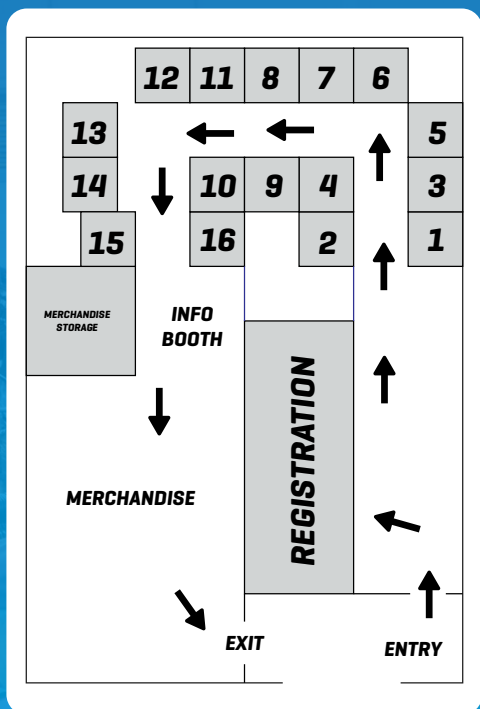 12 11 8 7 6
13
5
14
10 9 4
3
15
16
2
1
MERCHANDISE
STORAGE
INFO
BOOTH
REGISTRATION
MERCHANDISE
EXIT
ENTRY